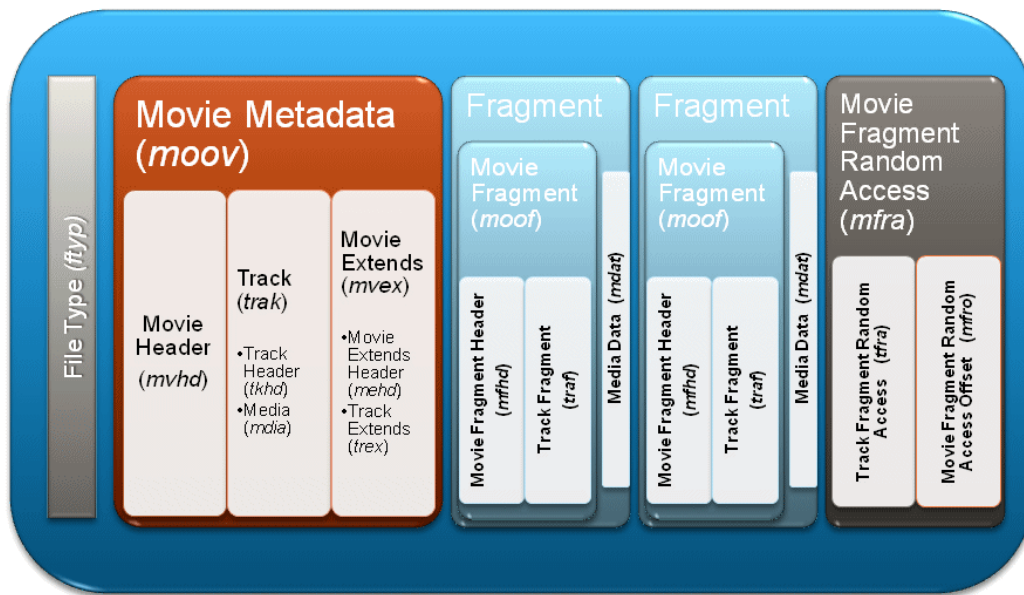 File Type (ftyp)
Movie Metadata
(moov)
Movie
Header
(mvhd)
Track
(trak)
•Track
Header
(tkhd)
•Media
(mdia)
Movie
Extends
(mvex)
•Movie
Extends
Header
(mehd)
•Track
Extends
(trex)
Fragment
Movie
Fragment
(moof)
Movie Fragment Header
(mfhd)
Track Fragment
(traf)
Media Data (mdat)
Fragment
Movie
Fragment
(moof)
Movie Fragment Header
(mfhd)
Track Fragment
(traf)
Media Data (mdat)
Movie
Fragment
Random
Access
(mfra)
Track Fragment Random
Access (tfra)
Movie Fragment Random
Access Offset (mfro)